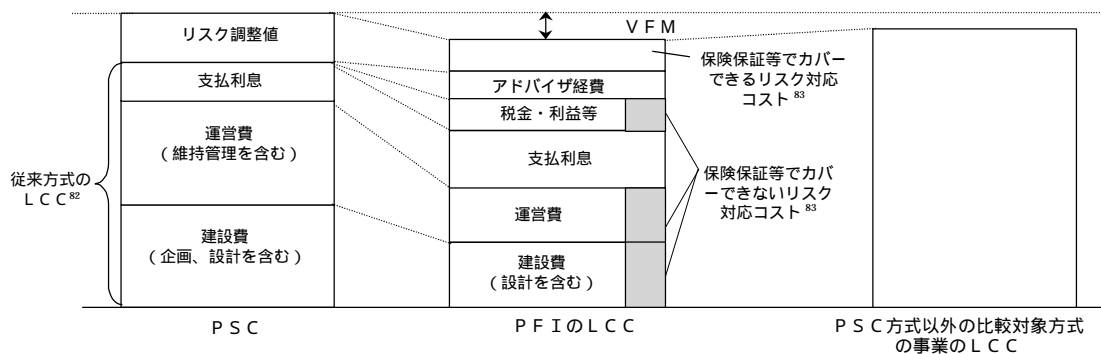 リスク調整値
支払利息
運営費
（維持管理を含む）
建設費
（企画、設計を含む）
従来方式の
ＬＣＣ82
ＰＳＣ
ＶＦＭ
アドバイザ経費
税金・利益等
支払利息
運営費
建設費
（設計を含む）
ＰＦＩのＬＣＣ
保険保証等でカバー
できるリスク対応
コスト83
保険保証等でカバ
ーできないリスク
対応コスト83
ＰＳＣ方式以外の比較対象方式
の事業のＬＣＣ